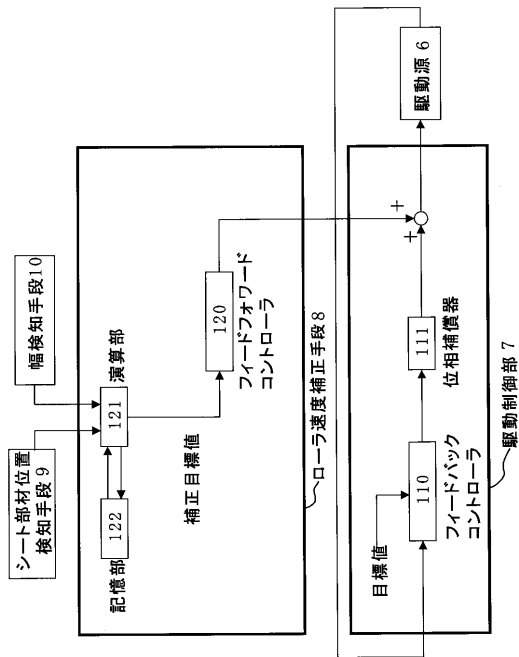 シート部材位置
検知手段9
幅検知手段10
122
記憶部
121
演算部
補正目標値
120
フィードフォワード
コントローラ
ローラ速度補正手段8
目標値
110
フィードバック
コントローラ
111
位相補償器
+
+
駆動制御部7
駆動源6